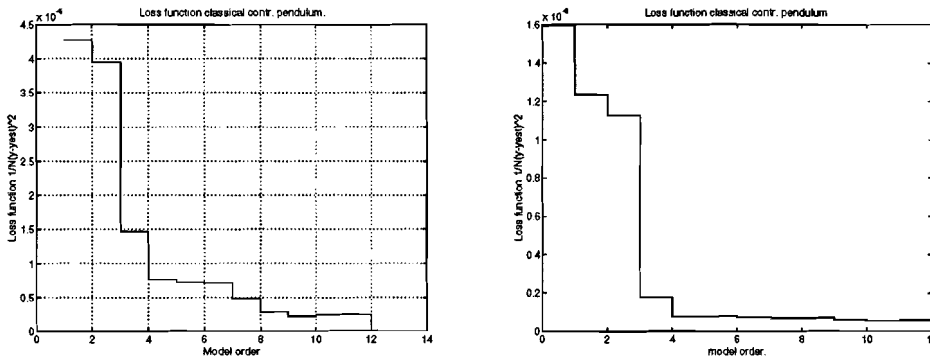 Loss function classical contr. pendulum.
x 10^-4
4.5
4
3.5
3
2.5
2
1.5
1
0.5
0
Loss function 1/N(y-yest)^2
0 2 4 6 8 10 12 14
Model order
Loss function classical contr. pendulum
x 10^-4
1.6
1.4
1.2
1
0.8
0.6
0.4
0.2
0
Loss function 1/N(y-yest)^2
0 2 4 6 8 10 12
model order.